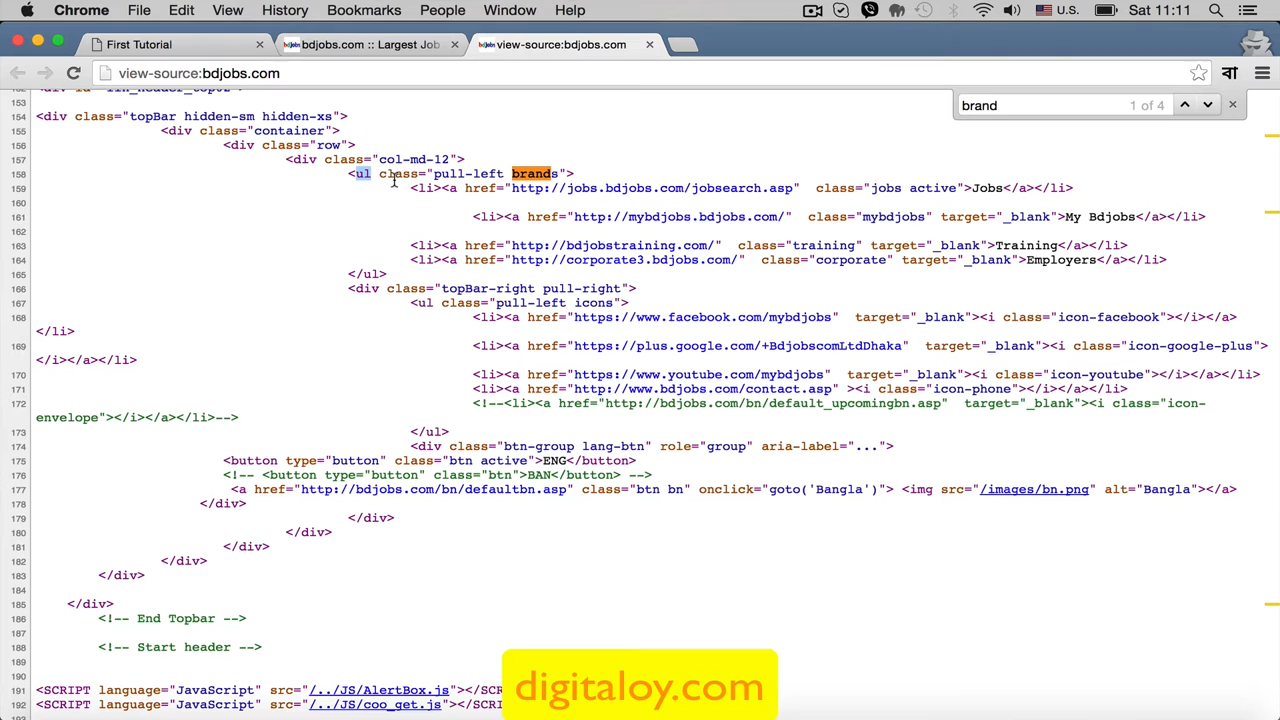 Chrome File Edit View History Bookmarks People Window Help U.S. Sat 11:11
First Tutorial × bdjobs.com :: Largest Job × view-source:bdjobs.com ×
view-source:bdjobs.com বা
brand 1 of 4
153
154 <div class="topBar hidden-sm hidden-xs">
155 <div class="container">
156 <div class="row">
157 <div class="col-md-12">
158 <ul class="pull-left brands">
159 <li><a href="http://jobs.bdjobs.com/jobsearch.asp" class="jobs active">Jobs</a></li>
160
161 <li><a href="http://mybdjobs.bdjobs.com/" class="mybdjobs" target="_blank">My Bdjobs</a></li>
162
163 <li><a href="http://bdjobstraining.com/" class="training" target="_blank">Training</a></li>
164 <li><a href="http://corporate3.bdjobs.com/" class="corporate" target="_blank">Employers</a></li>
165 </ul>
166 <div class="topBar-right pull-right">
167 <ul class="pull-left icons">
168 <li><a href="https://www.facebook.com/mybdjobs" target="_blank"><i class="icon-facebook"></i></a>
</li>
169 <li><a href="https://plus.google.com/+BdjobscomLtdDhaka" target="_blank"><i class="icon-google-plus">
</i></a></li>
170 <li><a href="https://www.youtube.com/mybdjobs" target="_blank"><i class="icon-youtube"></i></a></li>
171 <li><a href="http://www.bdjobs.com/contact.asp" ><i class="icon-phone"></i></a></li>
172 <!--<li><a href="http://bdjobs.com/bn/default_upcomingbn.asp" target="_blank"><i class="icon-
envelope"></i></a></li>-->
173 </ul>
174 <div class="btn-group lang-btn" role="group" aria-label="...">
175 <button type="button" class="btn active">ENG</button>
176 <!-- <button type="button" class="btn">BAN</button> -->
177 <a href="http://bdjobs.com/bn/defaultbn.asp" class="btn bn" onclick="goto('Bangla')"> <img src="/images/bn.png" alt="Bangla"></a>
178 </div>
179 </div>
180 </div>
181 </div>
182 </div>
183 </div>
184
185 </div>
186 <!-- End Topbar -->
187
188 <!-- Start header -->
189
190
191 <SCRIPT language="JavaScript" src="/../JS/AlertBox.js"></SC
192 <SCRIPT language="JavaScript" src="/../JS/coo_get.js"></SCR
digitaloy.com